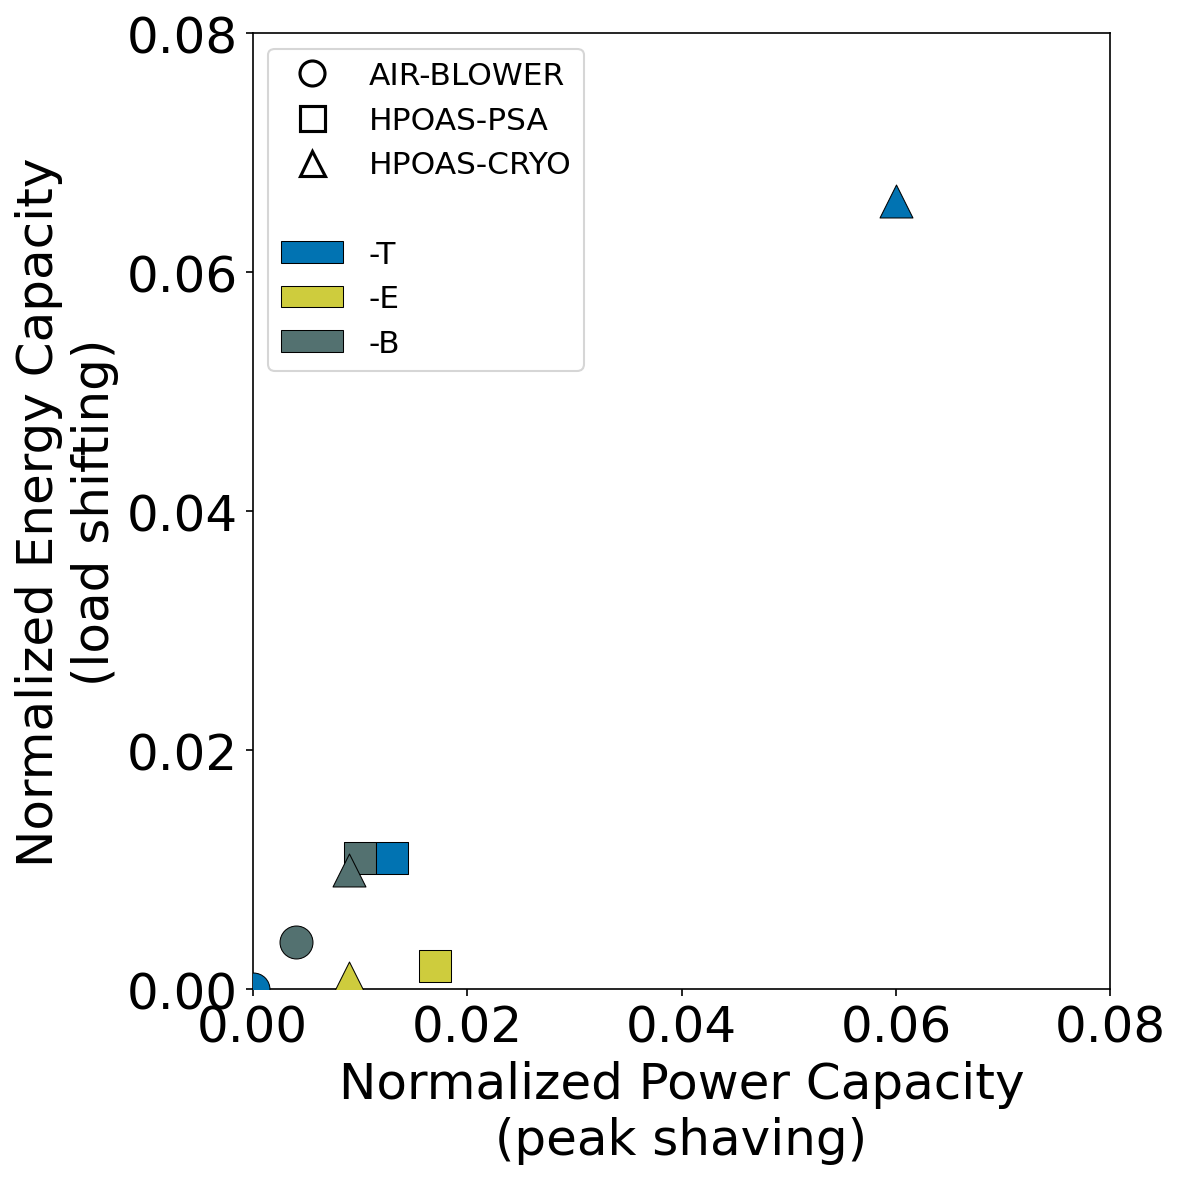 0.08
0.06
0.04
0.02
0.00
Normalized Energy Capacity
(load shifting)
AIR-BLOWER
HPOAS-PSA
HPOAS-CRYO
-T
-E
-B
0.00 0.02 0.04 0.06 0.08
Normalized Power Capacity
(peak shaving)